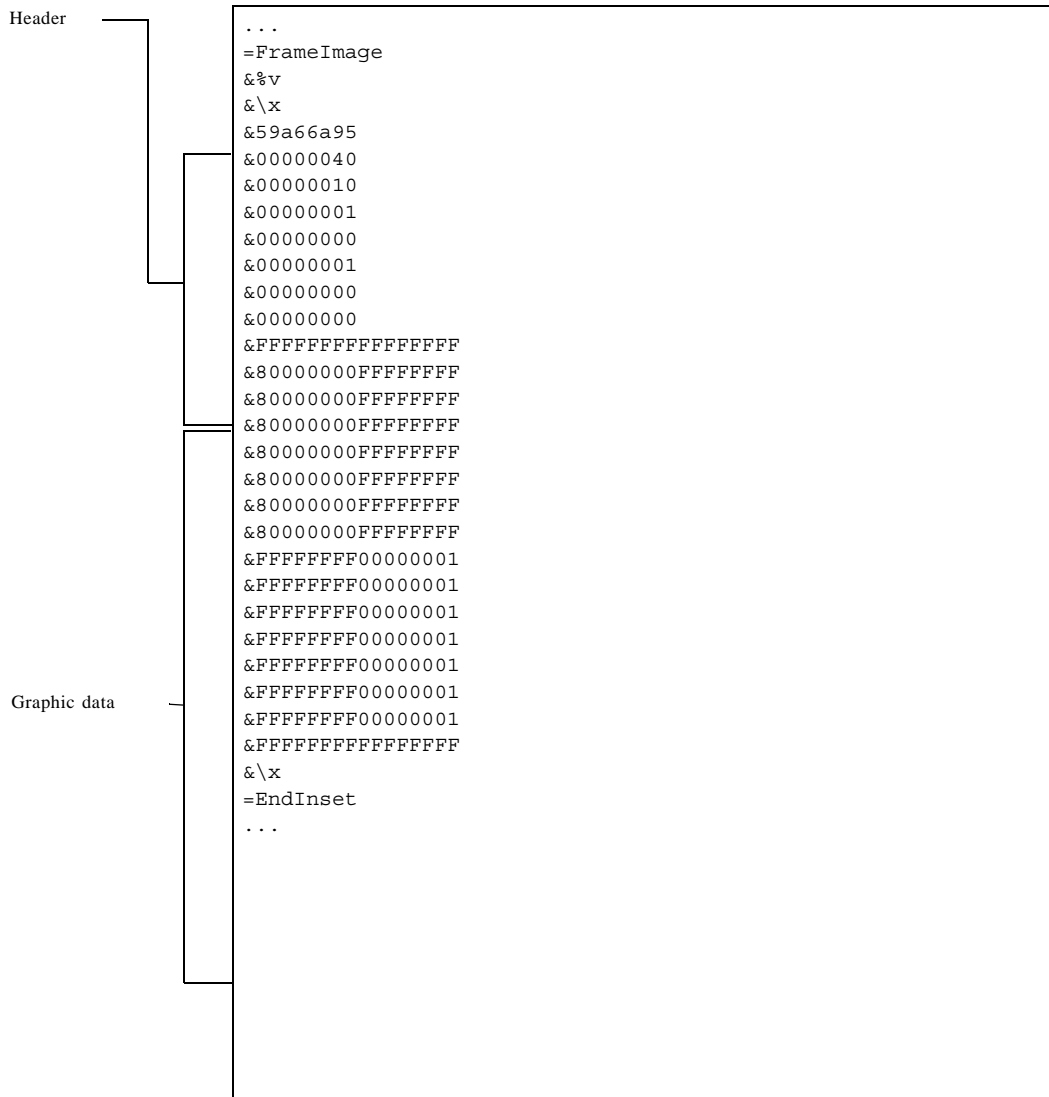 Header
...
=FrameImage
&%v
&\x
&59a66a95
&00000040
&00000010
&00000001
&00000000
&00000001
&00000000
&00000000
&FFFFFFFFFFFFFFFF
&80000000FFFFFFFF
&80000000FFFFFFFF
&80000000FFFFFFFF
&80000000FFFFFFFF
&80000000FFFFFFFF
&80000000FFFFFFFF
&80000000FFFFFFFF
&FFFFFFFF00000001
&FFFFFFFF00000001
&FFFFFFFF00000001
&FFFFFFFF00000001
&FFFFFFFF00000001
&FFFFFFFF00000001
Graphic data
&FFFFFFFF00000001
&FFFFFFFFFFFFFFFF
&\x
=EndInset
...